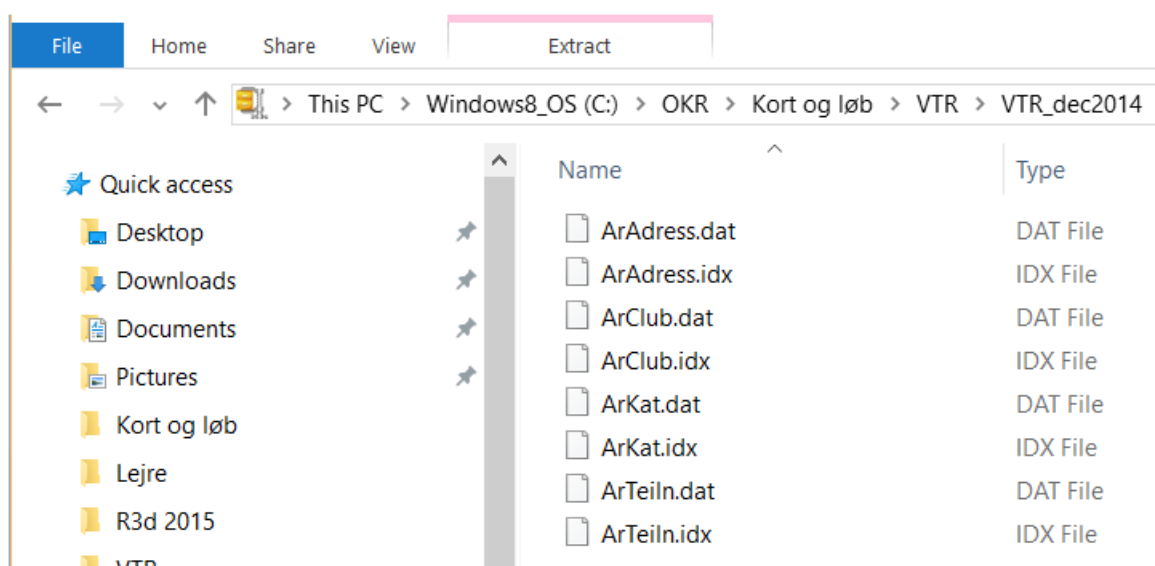 File Home Share View Extract
This PC > Windows8_OS (C:) > OKR > Kort og løb > VTR > VTR_dec2014
Quick access
Desktop
Downloads
Documents
Pictures
Kort og løb
Lejre
R3d 2015
VTR
Name Type
ArAdress.dat DAT File
ArAdress.idx IDX File
ArClub.dat DAT File
ArClub.idx IDX File
ArKat.dat DAT File
ArKat.idx IDX File
ArTeiln.dat DAT File
ArTeiln.idx IDX File